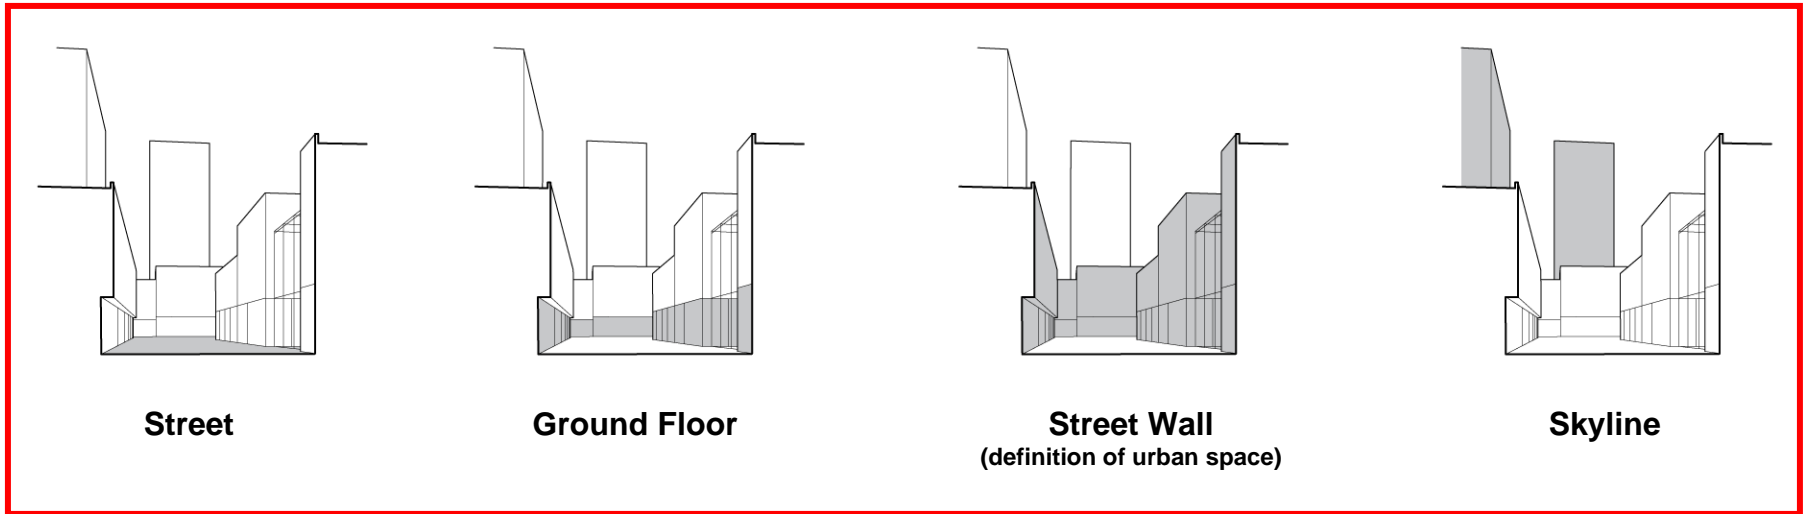 Street
Ground Floor
Street Wall
(definition of urban space)
Skyline